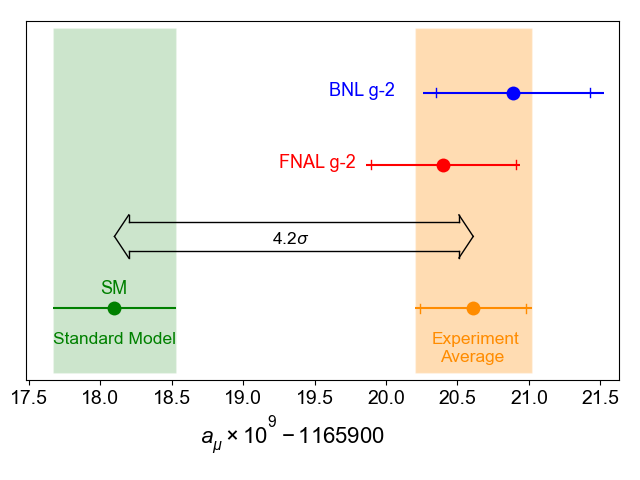 BNL g-2
FNAL g-2
4.2σ
SM
Standard Model
Experiment
Average
17.5 18.0 18.5 19.0 19.5 20.0 20.5 21.0 21.5
a_μ × 10^9 − 1165900